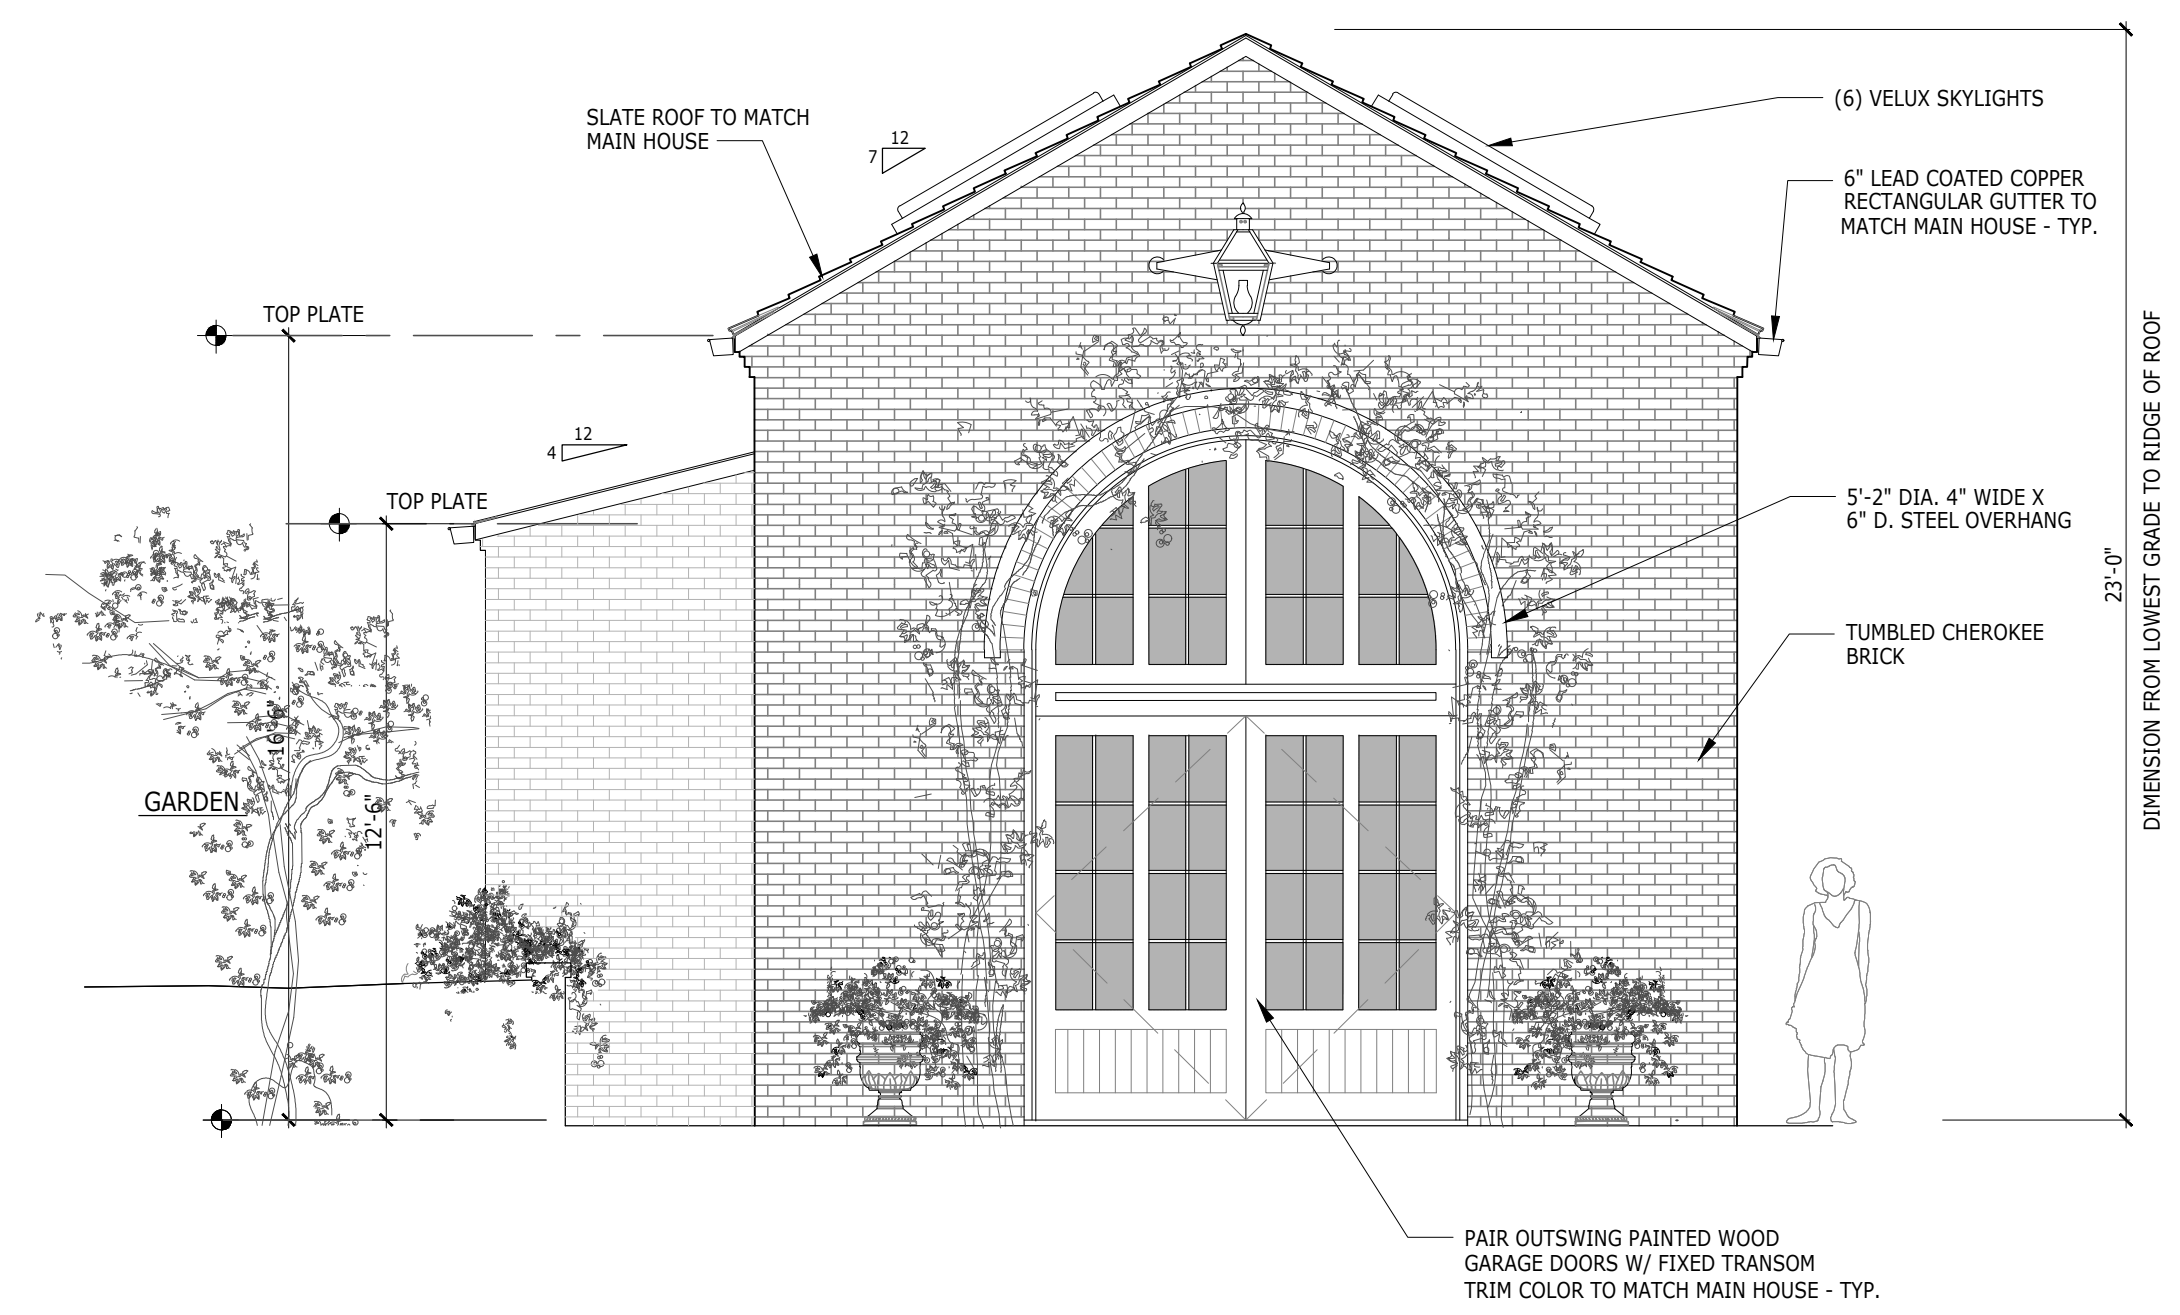 SLATE ROOF TO MATCH
MAIN HOUSE
12
7
(6) VELUX SKYLIGHTS
6" LEAD COATED COPPER
RECTANGULAR GUTTER TO
MATCH MAIN HOUSE - TYP.
TOP PLATE
12
4
TOP PLATE
5'-2" DIA. 4" WIDE X
6" D. STEEL OVERHANG
TUMBLED CHEROKEE
BRICK
23'-0"
DIMENSION FROM LOWEST GRADE TO RIDGE OF ROOF
16'-6"
12'-6"
GARDEN
PAIR OUTSWING PAINTED WOOD
GARAGE DOORS W/ FIXED TRANSOM
TRIM COLOR TO MATCH MAIN HOUSE - TYP.